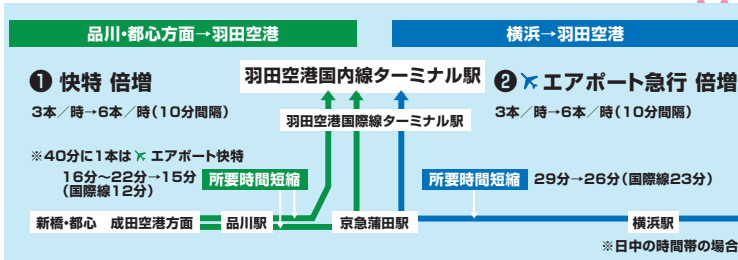 品川・都心方面→羽田空港
横浜→羽田空港
❶ 快特 倍増
3本／時→6本／時（10分間隔）
※40分に1本は エアポート快特
16分～22分→15分
（国際線12分）
所要時間短縮
羽田空港国内線ターミナル駅
羽田空港国際線ターミナル駅
❷ エアポート急行 倍増
3本／時→6本／時（10分間隔）
所要時間短縮
29分→26分（国際線23分）
新橋・都心 成田空港方面
品川駅
京急蒲田駅
横浜駅
※日中の時間帯の場合